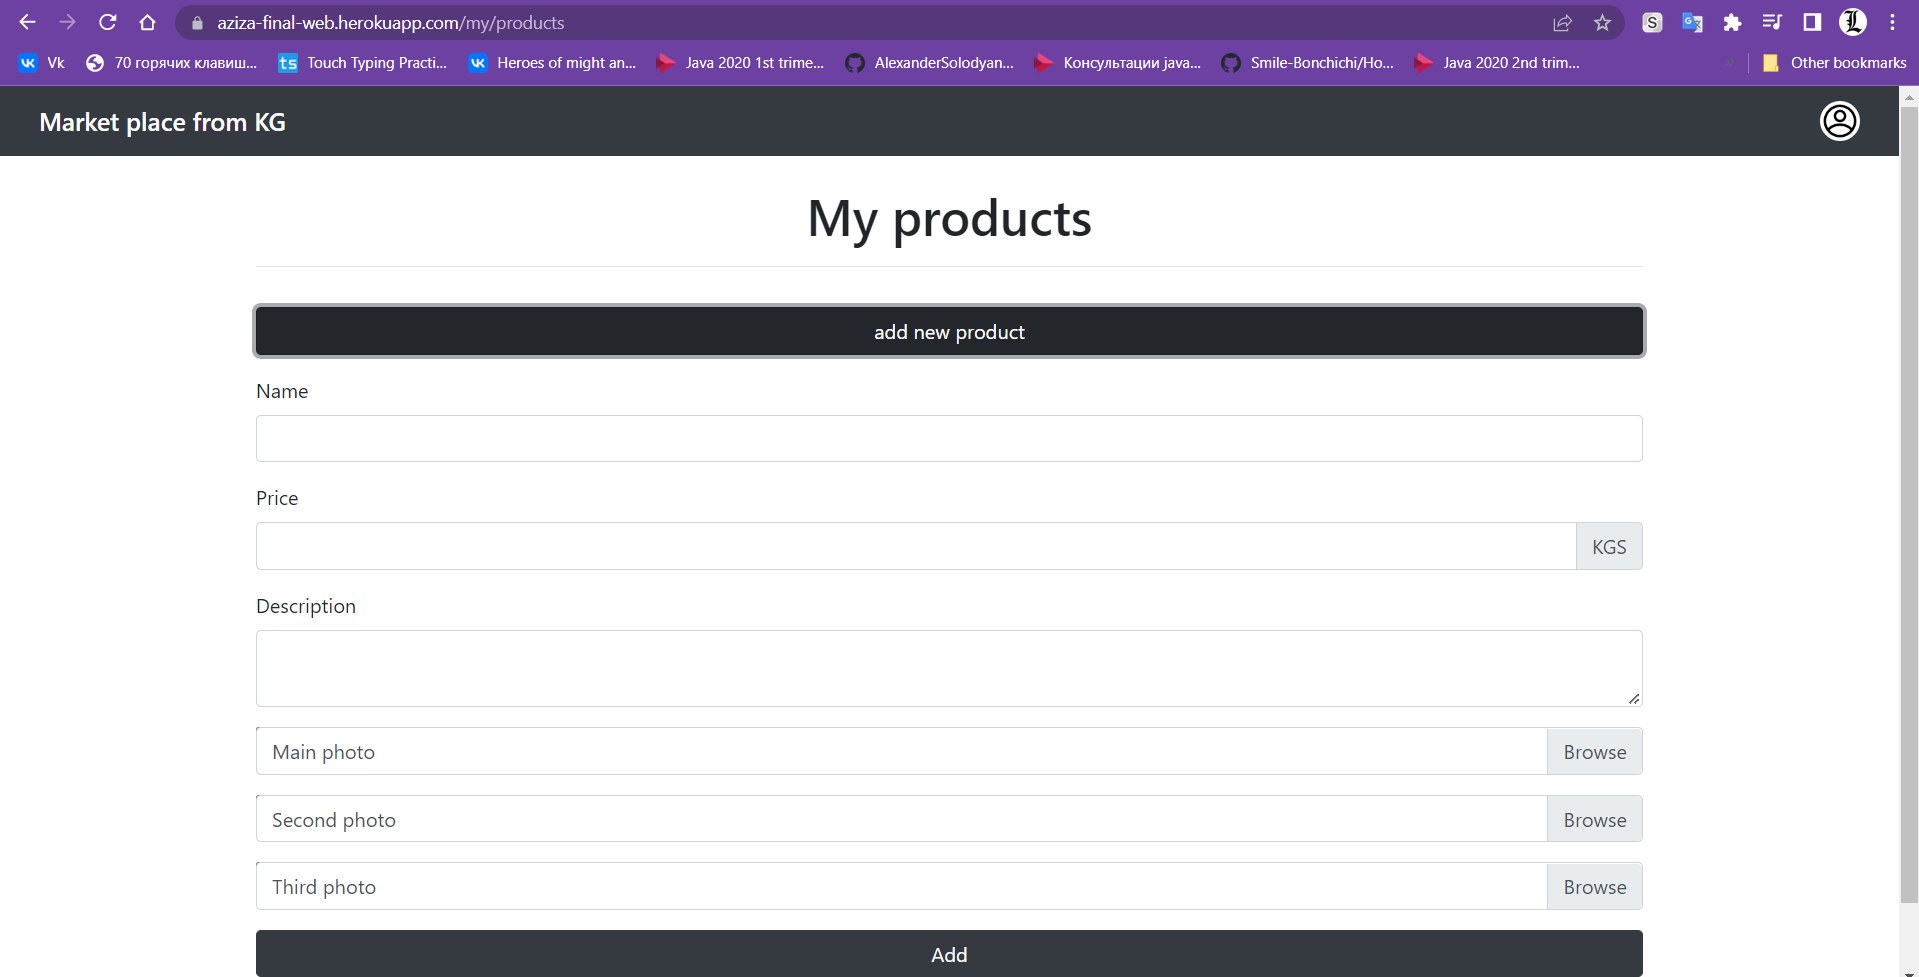 aziza-final-web.herokuapp.com/my/products
Vk 70 горячих клавиш... Touch Typing Practi... Heroes of might an... Java 2020 1st trime... AlexanderSolodyan... Консультации java... Smile-Bonchichi/Ho... Java 2020 2nd trim... » Other bookmarks
Market place from KG
My products
add new product
Name
Price
KGS
Description
Main photo Browse
Second photo Browse
Third photo Browse
Add